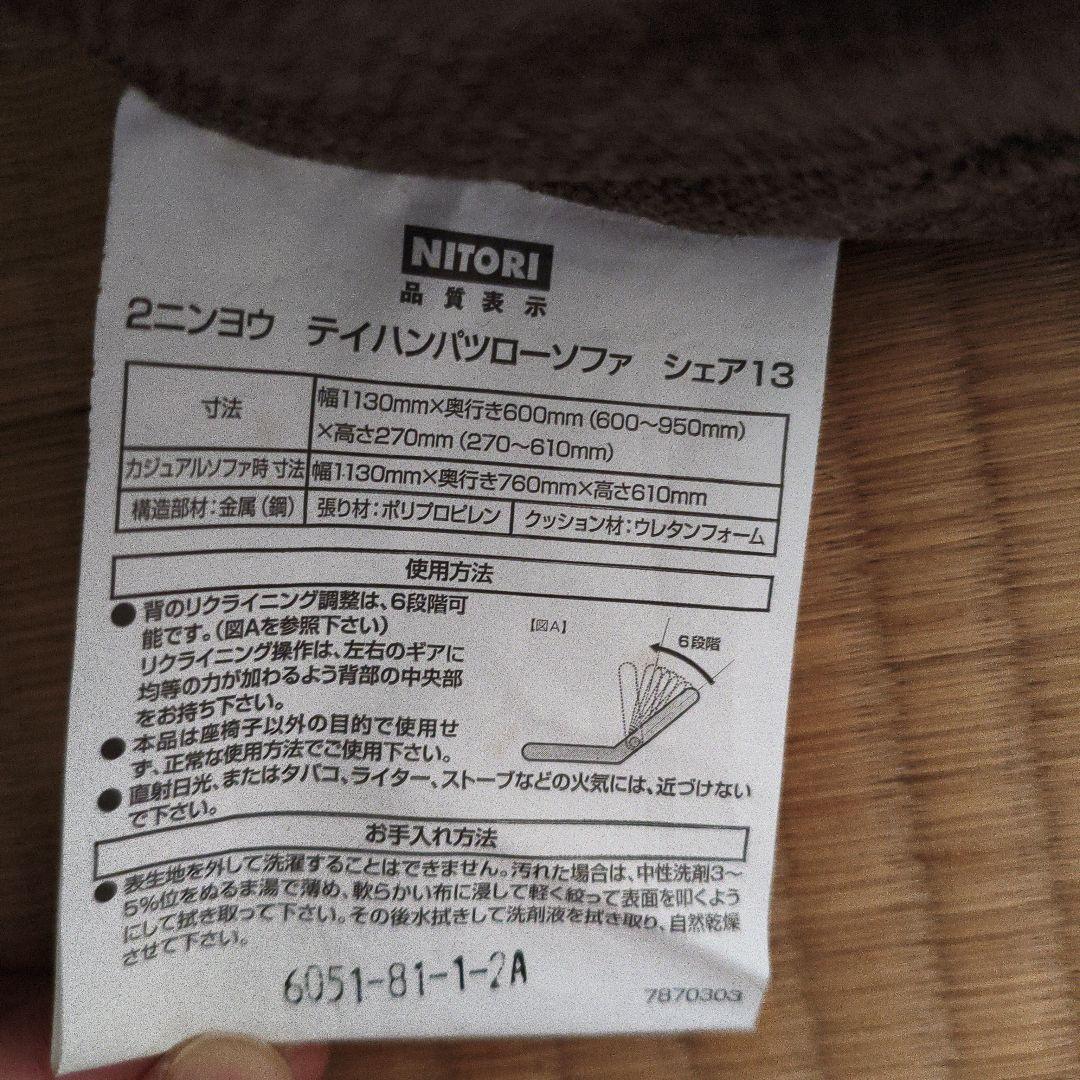 NITORI
品質表示
2ニンヨウ テイハンパツローソファ シェア13
寸法
幅1130mm×奥行き600mm(600〜950mm)
×高さ270mm(270〜610mm)
カジュアルソファ時 寸法 幅1130mm×奥行き760mm×高さ610mm
構造部材:金属(鋼) 張り材:ポリプロピレン クッション材:ウレタンフォーム
使用方法
● 背のリクライニング調整は、6段階可
能です。(図Aを参照下さい)
リクライニング操作は、左右のギアに
均等の力が加わるよう背部の中央部
をお持ち下さい。
● 本品は座椅子以外の目的で使用せ
ず、正常な使用方法でご使用下さい。
● 直射日光、またはタバコ、ライター、ストーブなどの火気には、近づけない
で下さい。
【図A】
6段階
お手入れ方法
● 表生地を外して洗濯することはできません。汚れた場合は、中性洗剤3〜
5%位をぬるま湯で薄め、軟らかい布に浸して軽く絞って表面を叩くよう
にして拭き取って下さい。その後水拭きして洗剤液を拭き取り、自然乾燥
させて下さい。
6051-81-1-2A
7870303